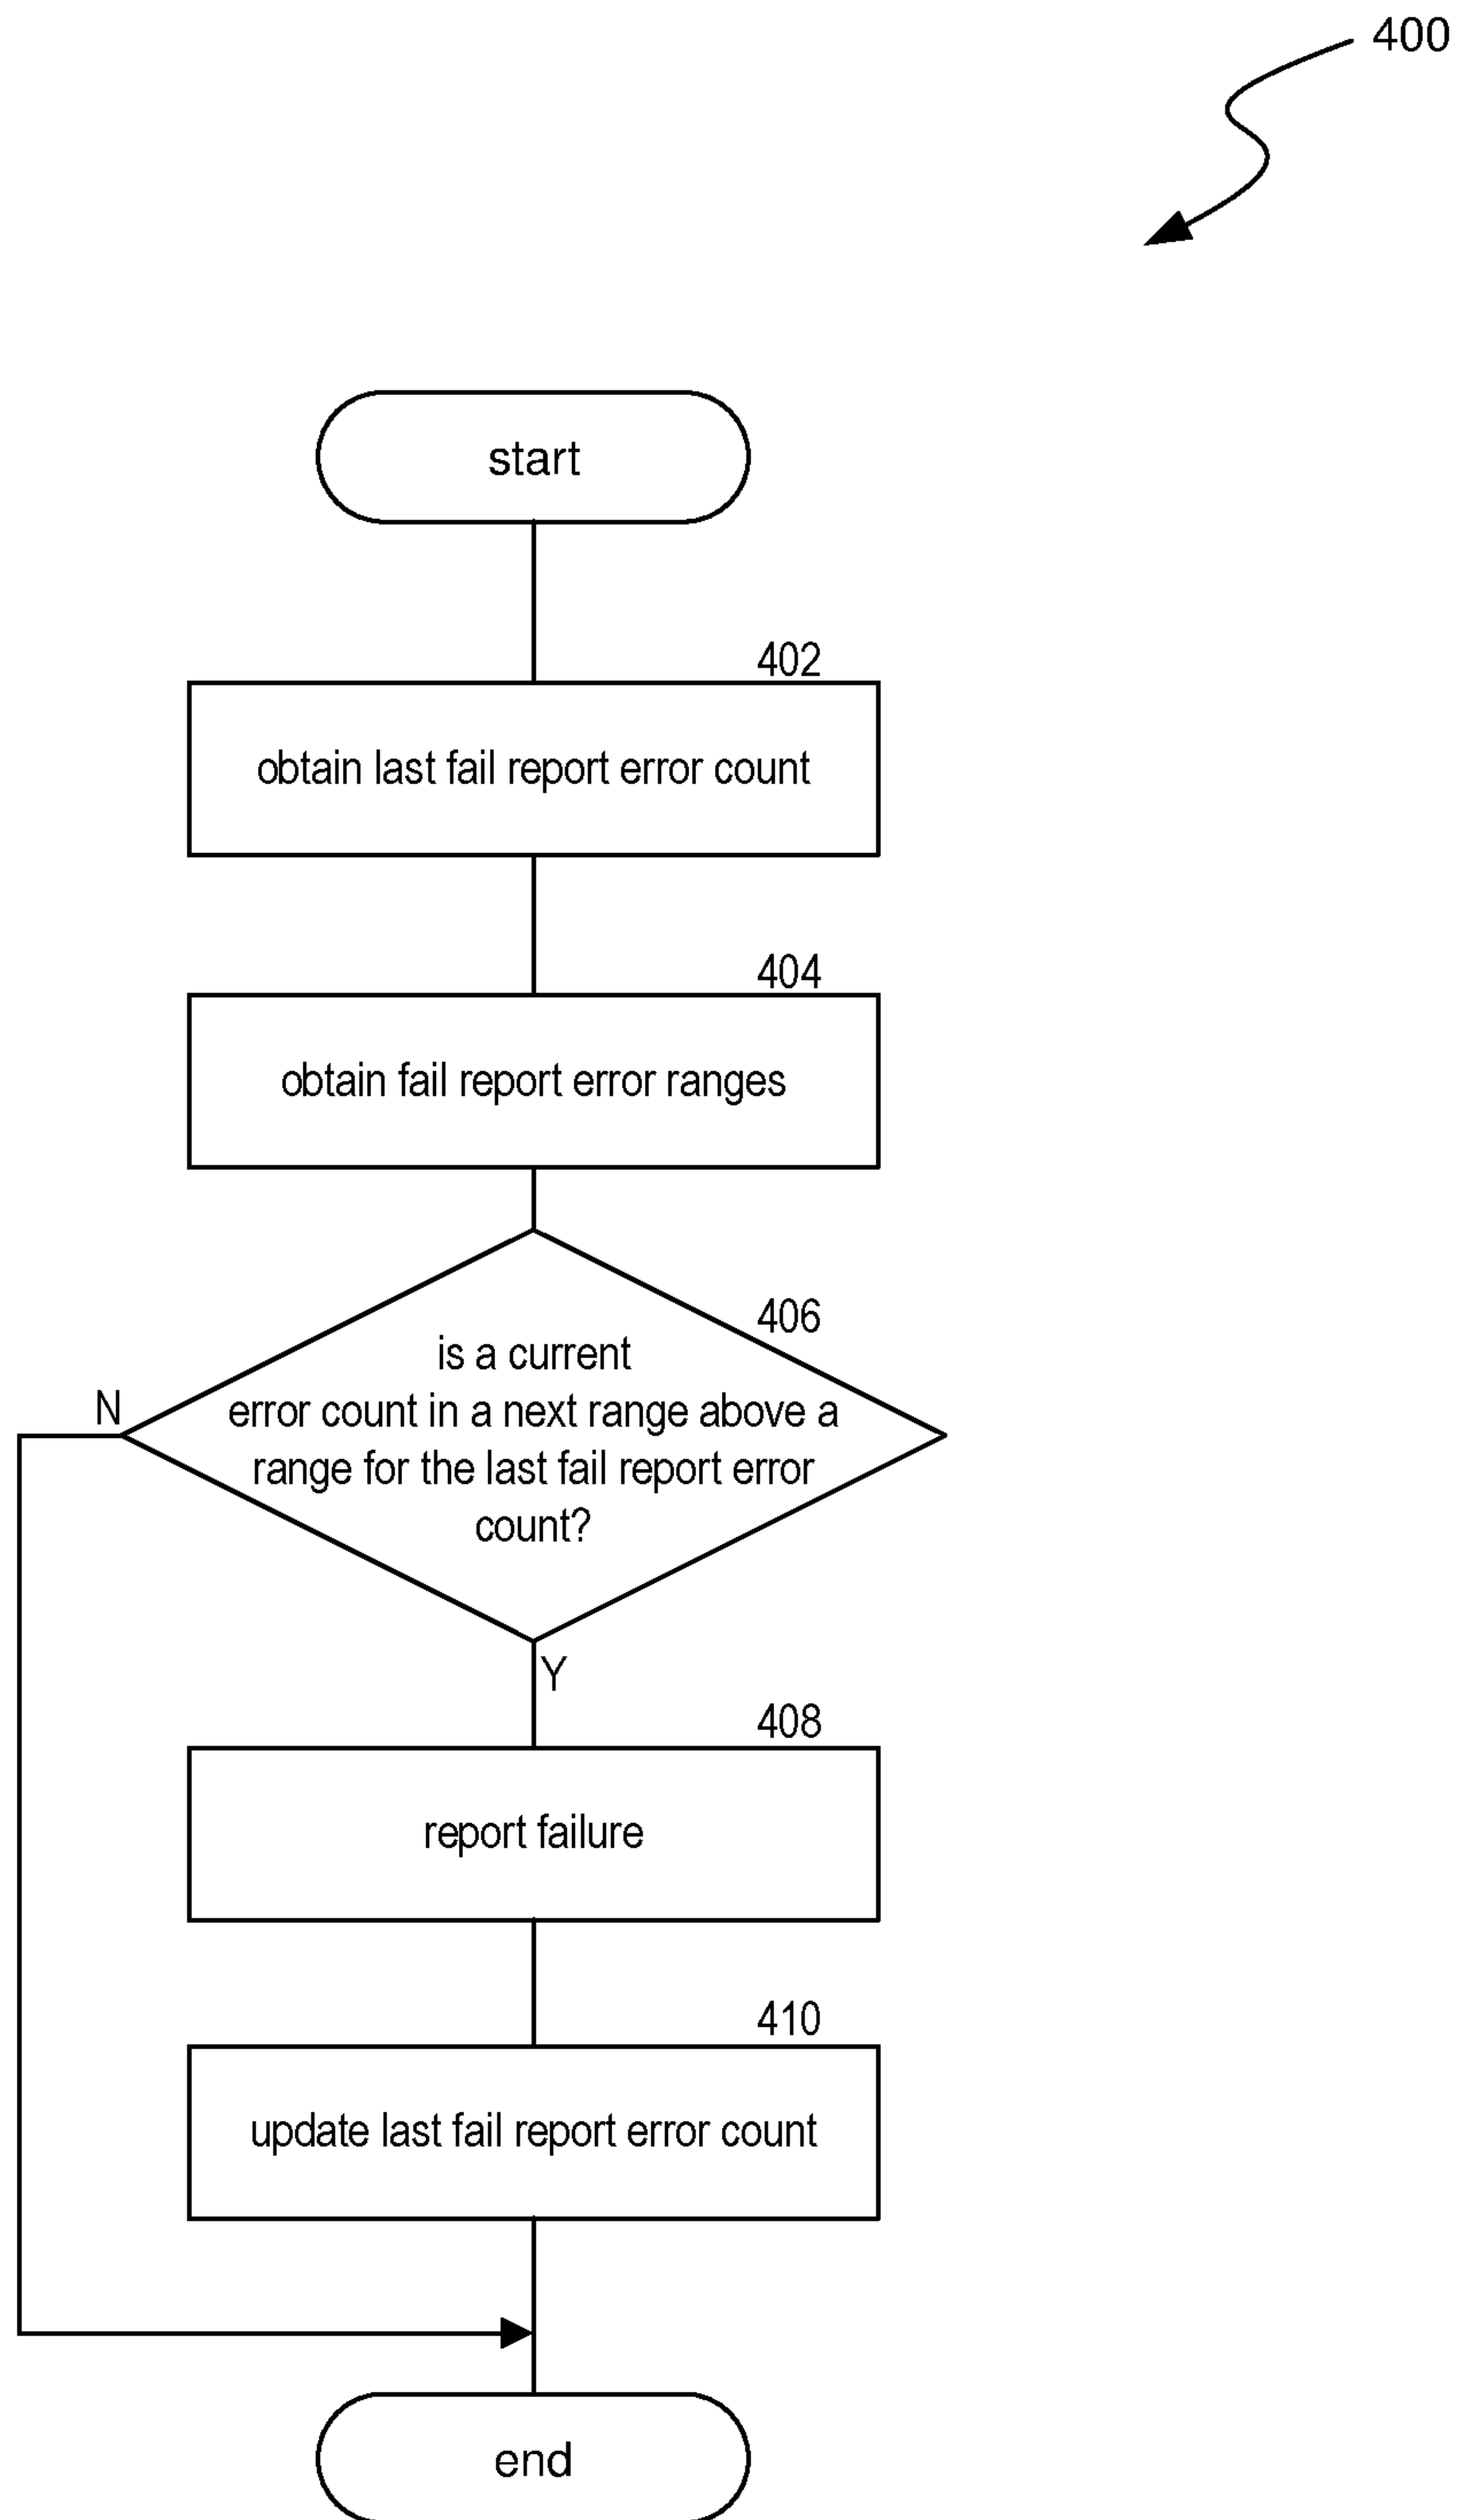 400
start
402
obtain last fail report error count
404
obtain fail report error ranges
406
is a current
error count in a next range above a
range for the last fail report error
count?
N
Y
408
report failure
410
update last fail report error count
end